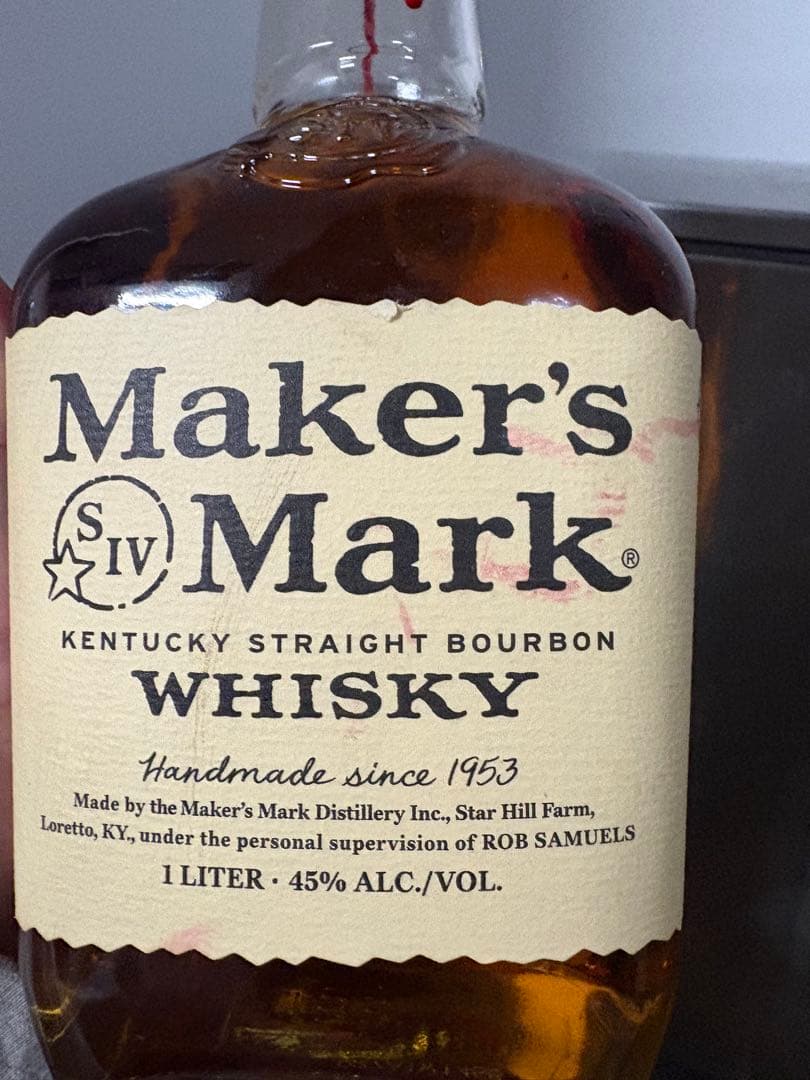 Maker's
S IV Mark®
KENTUCKY STRAIGHT BOURBON
WHISKY
Handmade since 1953
Made by the Maker's Mark Distillery Inc., Star Hill Farm,
Loretto, KY., under the personal supervision of ROB SAMUELS
1 LITER · 45% ALC./VOL.